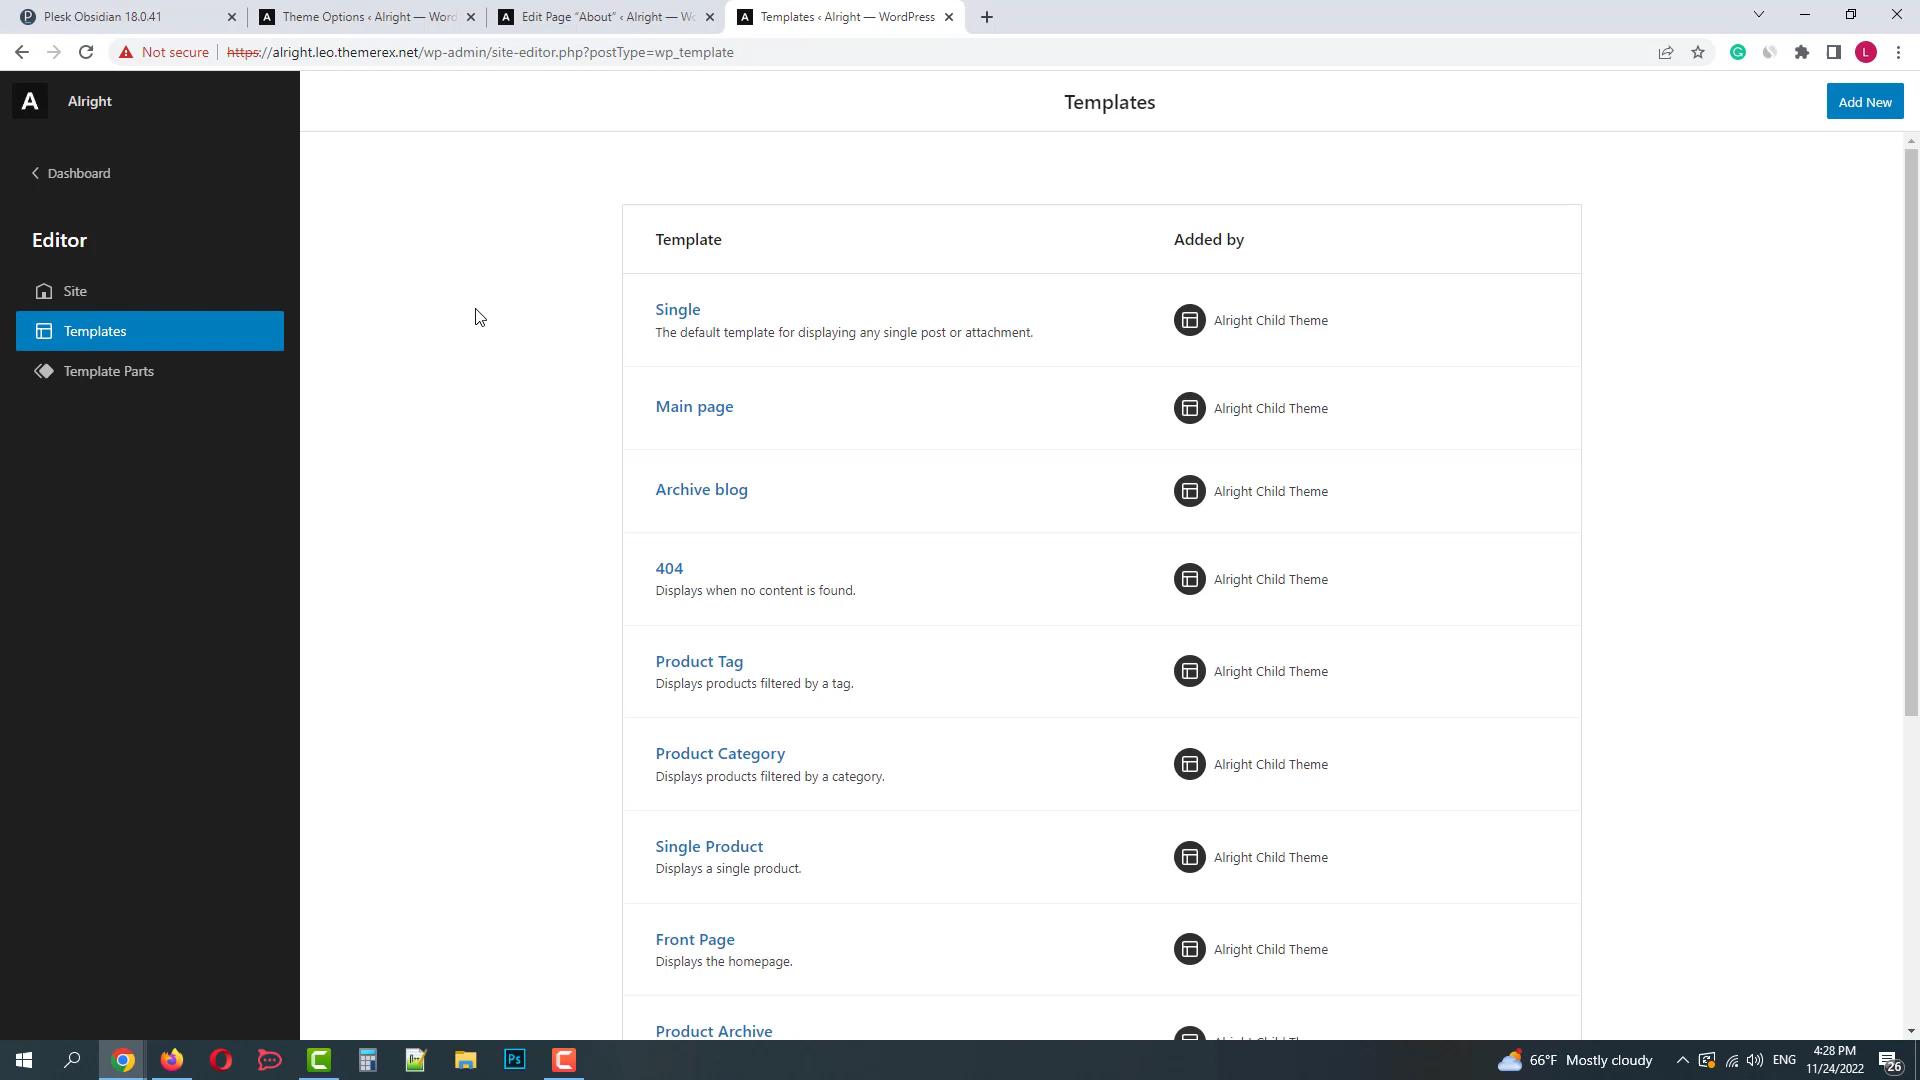 Plesk Obsidian 18.0.41
Theme Options ‹ Alright — Word
Edit Page “About” ‹ Alright — Wo
Templates ‹ Alright — WordPress
Not secure
https://alright.leo.themerex.net/wp-admin/site-editor.php?postType=wp_template
L
A
Alright
Templates
Add New
Dashboard
Editor
Site
Templates
Template Parts
Template
Added by
Single
The default template for displaying any single post or attachment.
Alright Child Theme
Main page
Alright Child Theme
Archive blog
Alright Child Theme
404
Displays when no content is found.
Alright Child Theme
Product Tag
Displays products filtered by a tag.
Alright Child Theme
Product Category
Displays products filtered by a category.
Alright Child Theme
Single Product
Displays a single product.
Alright Child Theme
Front Page
Displays the homepage.
Alright Child Theme
Product Archive
Ps
66°F Mostly cloudy
ENG
4:28 PM
11/24/2022
26